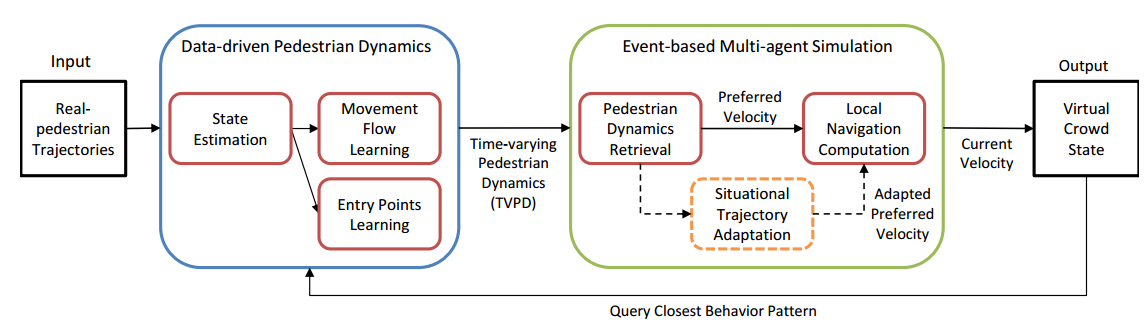 Input
Real-
pedestrian
Trajectories
Data-driven Pedestrian Dynamics
State
Estimation
Movement
Flow
Learning
Entry Points
Learning
Time-varying
Pedestrian
Dynamics
(TVPD)
Event-based Multi-agent Simulation
Pedestrian
Dynamics
Retrieval
Preferred
Velocity
Local
Navigation
Computation
Situational
Trajectory
Adaptation
Adapted
Preferred
Velocity
Current
Velocity
Output
Virtual
Crowd
State
Query Closest Behavior Pattern